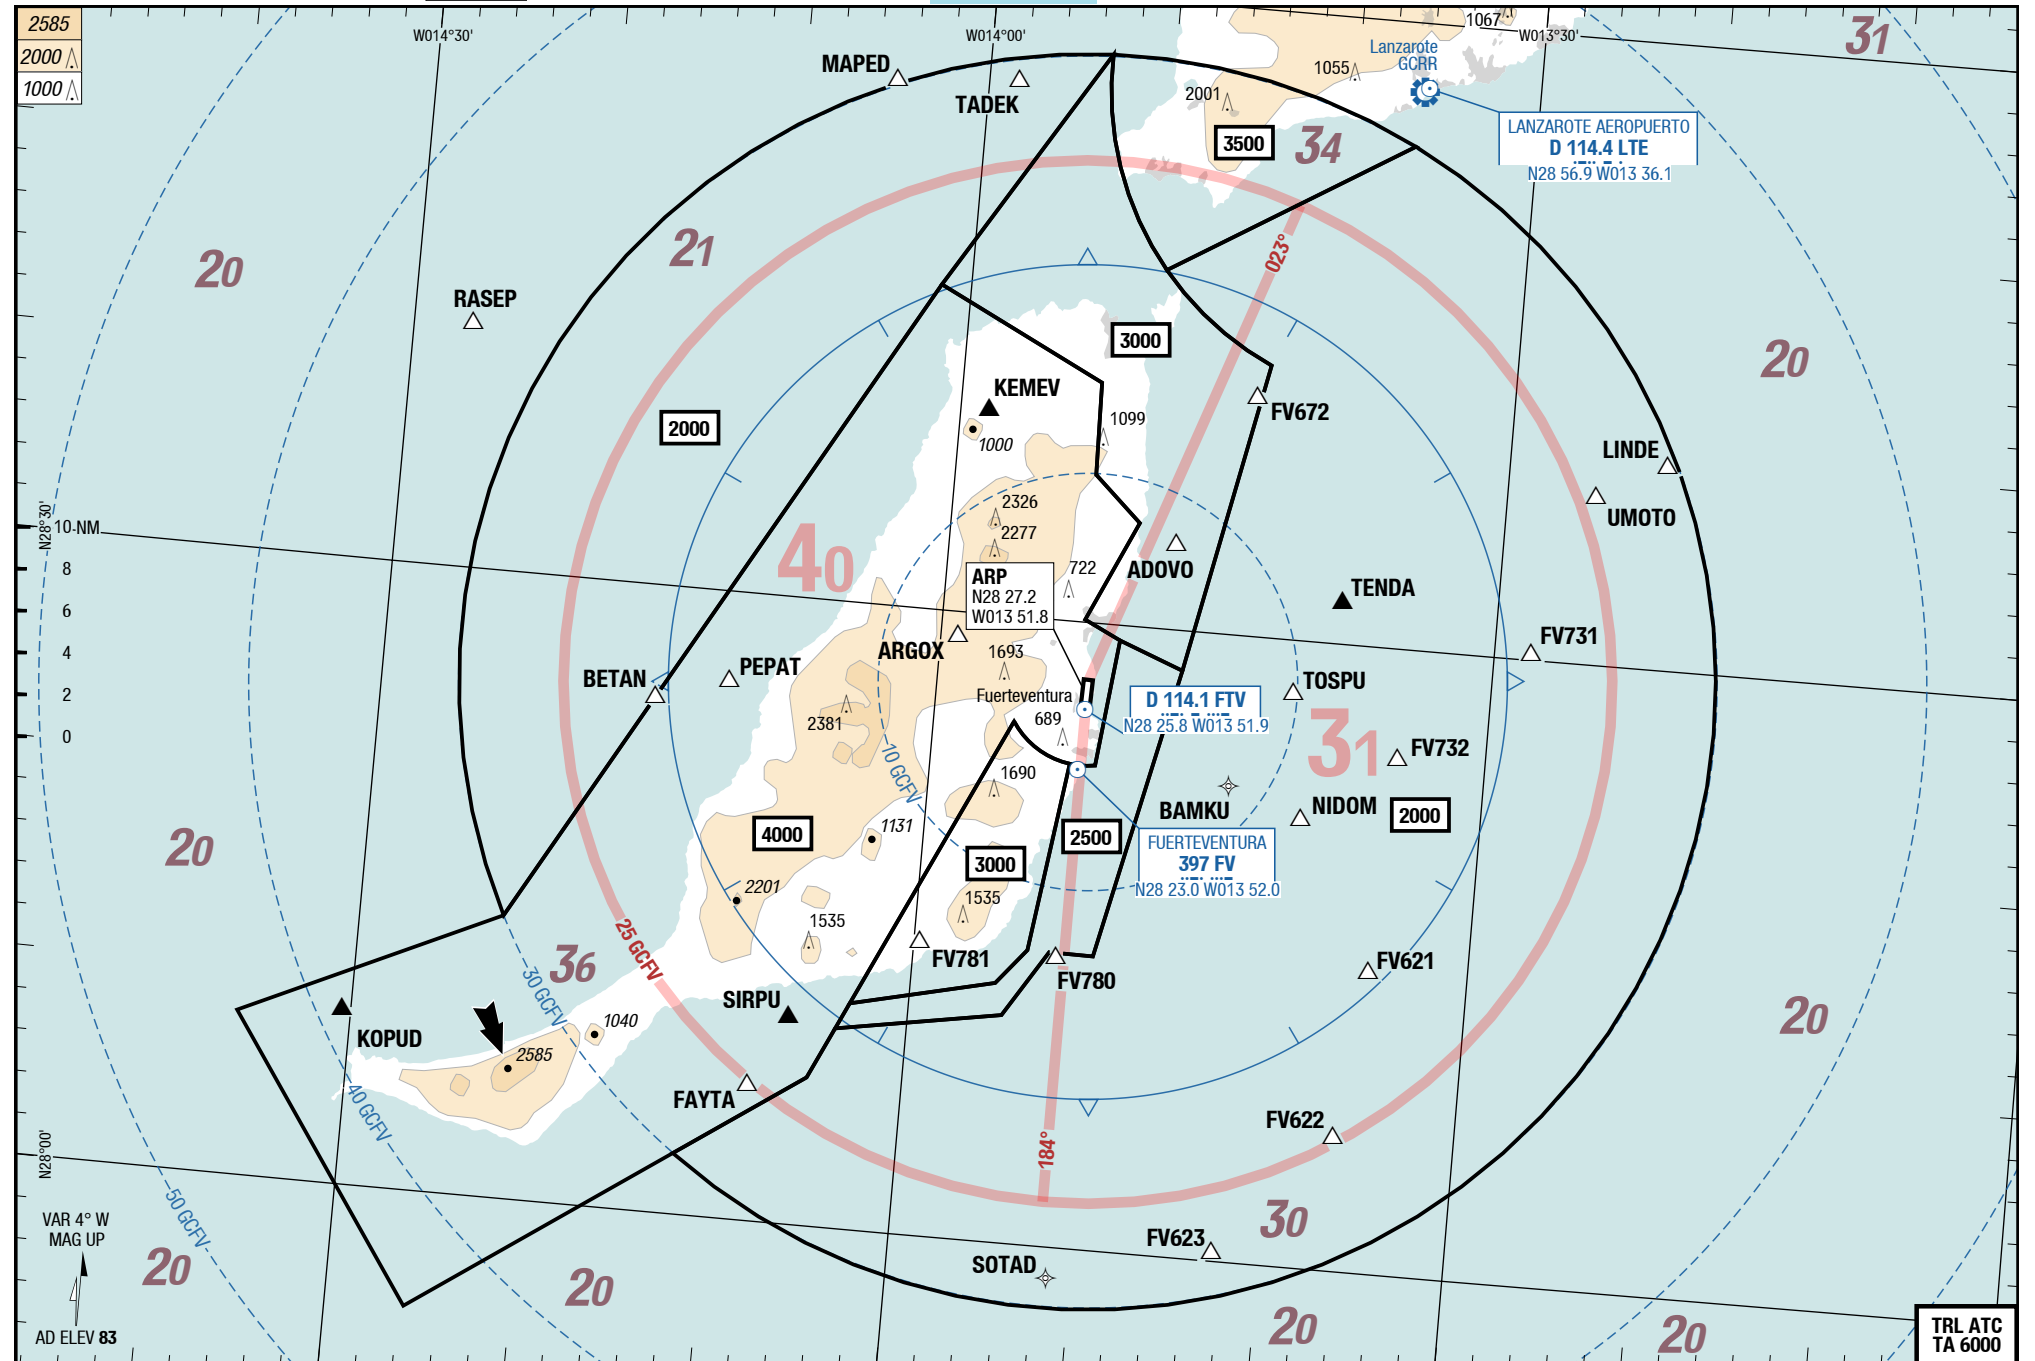 2585
2000
1000
W014°30'
W014°00'
W013°30'
1067
31
Lanzarote
GCRR
1055
2001
3500
34
LANZAROTE AEROPUERTO
D 114.4 LTE
N28 56.9 W013 36.1
MAPED
TADEK
20
21
RASEP
023°
20
3000
KEMEV
1000
1099
FV672
2000
LINDE
UMOTO
N28°30'
10 NM
8
6
4
2
0
2326
2277
722
40
ARP
N28 27.2
W013 51.8
ADOVO
TENDA
ARGOX
1693
FV731
BETAN
PEPAT
Fuerteventura
689
2381
D 114.1 FTV
N28 25.8 W013 51.9
TOSPU
31
FV732
10 GCFV
1690
BAMKU
NIDOM
2000
20
4000
1131
3000
2500
FUERTEVENTURA
397 FV
N28 23.0 W013 52.0
2201
1535
1535
25 GCFV
36
30 GCFV
FV781
FV780
FV621
SIRPU
20
KOPUD
1040
2585
40 GCFV
FAYTA
FV622
184°
N28°00'
50 GCFV
VAR 4° W
MAG UP
30
FV623
SOTAD
20
20
20
20
AD ELEV 83
TRL ATC
TA 6000